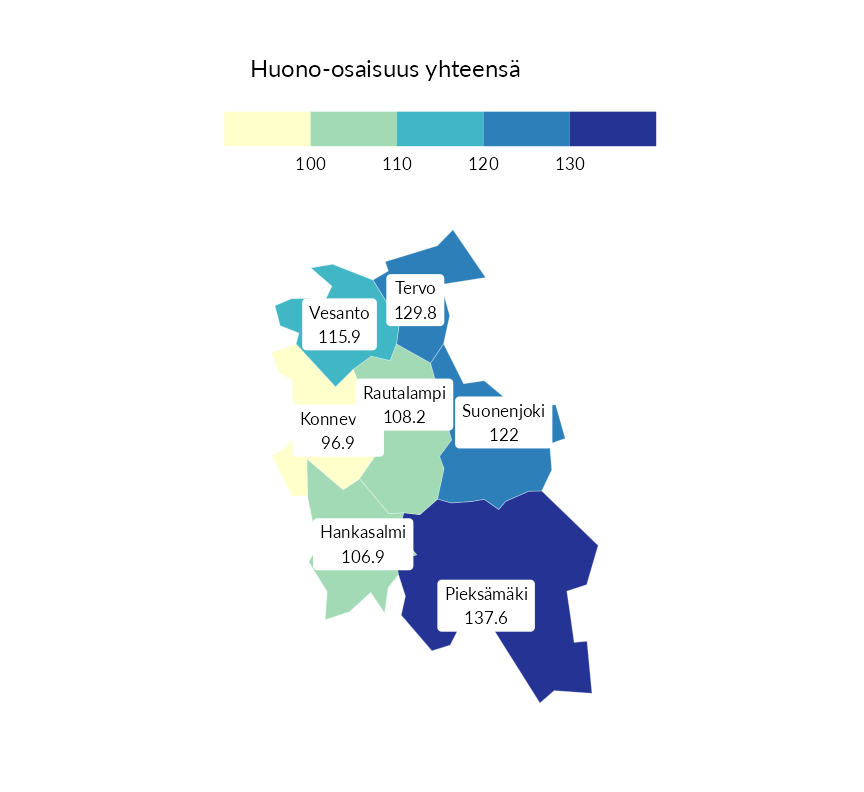 Huono-osaisuus yhteensä
100 110 120 130
Tervo
129.8
Vesanto
115.9
Rautalampi
108.2
Suonenjoki
122
Konnev
96.9
Hankasalmi
106.9
Pieksämäki
137.6